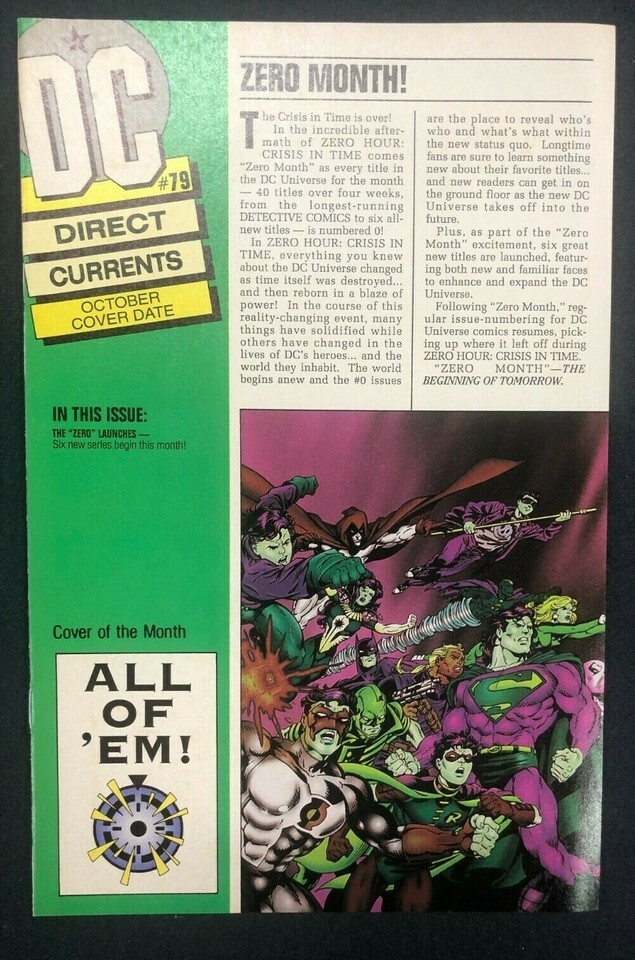 DC
#79
DIRECT
CURRENTS
OCTOBER
COVER DATE
IN THIS ISSUE:
THE "ZERO" LAUNCHES —
Six new series begin this month!
Cover of the Month
ALL
OF
'EM!
ZERO MONTH!
The Crisis in Time is over!
In the incredible after-
math of ZERO HOUR:
CRISIS IN TIME comes
"Zero Month" as every title in
the DC Universe for the month
— 40 titles over four weeks,
from the longest-running
DETECTIVE COMICS to six all-
new titles — is numbered 0!
In ZERO HOUR: CRISIS IN
TIME, everything you knew
about the DC Universe changed
as time itself was destroyed...
and then reborn in a blaze of
power! In the course of this
reality-changing event, many
things have solidified while
others have changed in the
lives of DC's heroes... and the
world they inhabit. The world
begins anew and the #0 issues
are the place to reveal who's
who and what's what within
the new status quo. Longtime
fans are sure to learn something
new about their favorite titles...
and new readers can get in on
the ground floor as the new DC
Universe takes off into the
future.
Plus, as part of the "Zero
Month" excitement, six great
new titles are launched, featur-
ing both new and familiar faces
to enhance and expand the DC
Universe.
Following "Zero Month," reg-
ular issue-numbering for DC
Universe comics resumes, pick-
ing up where it left off during
ZERO HOUR: CRISIS IN TIME.
"ZERO MONTH"—THE
BEGINNING OF TOMORROW.
S
R